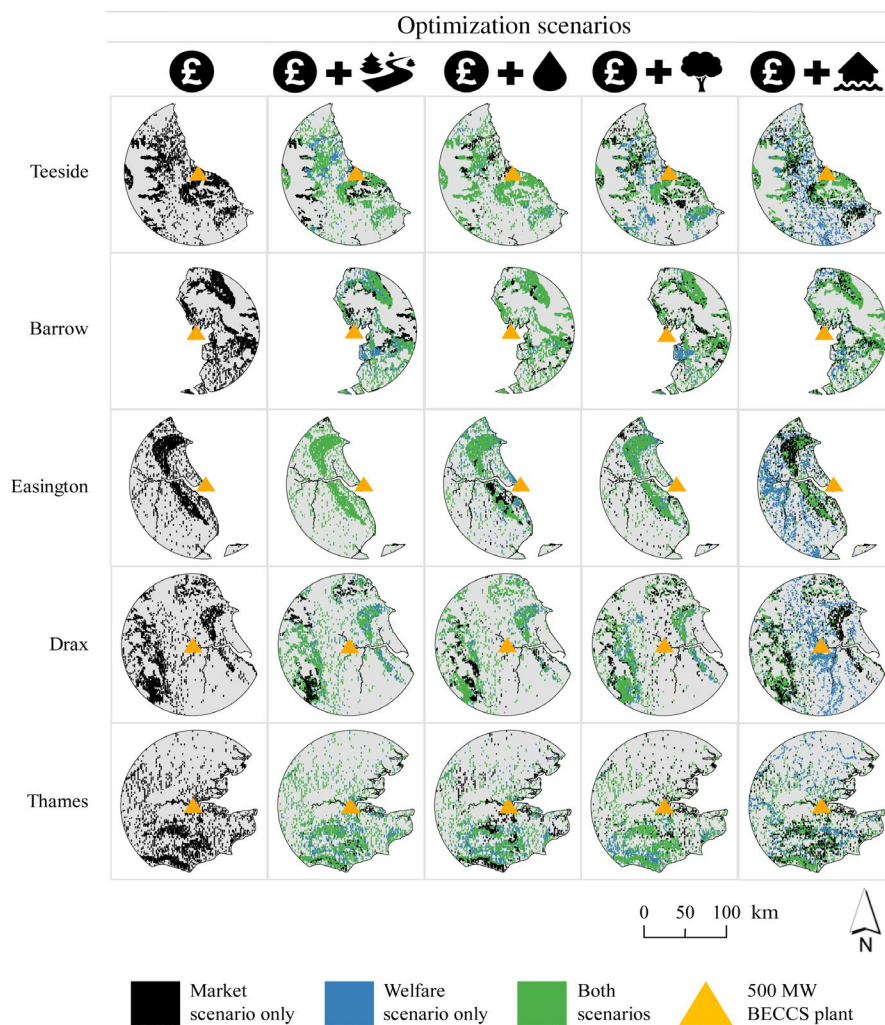 Optimization scenarios
£ £ + £ + £ + £ +
Teeside
Barrow
Easington
Drax
Thames
0 50 100 km
N
Market
scenario only
Welfare
scenario only
Both
scenarios
500 MW
BECCS plant